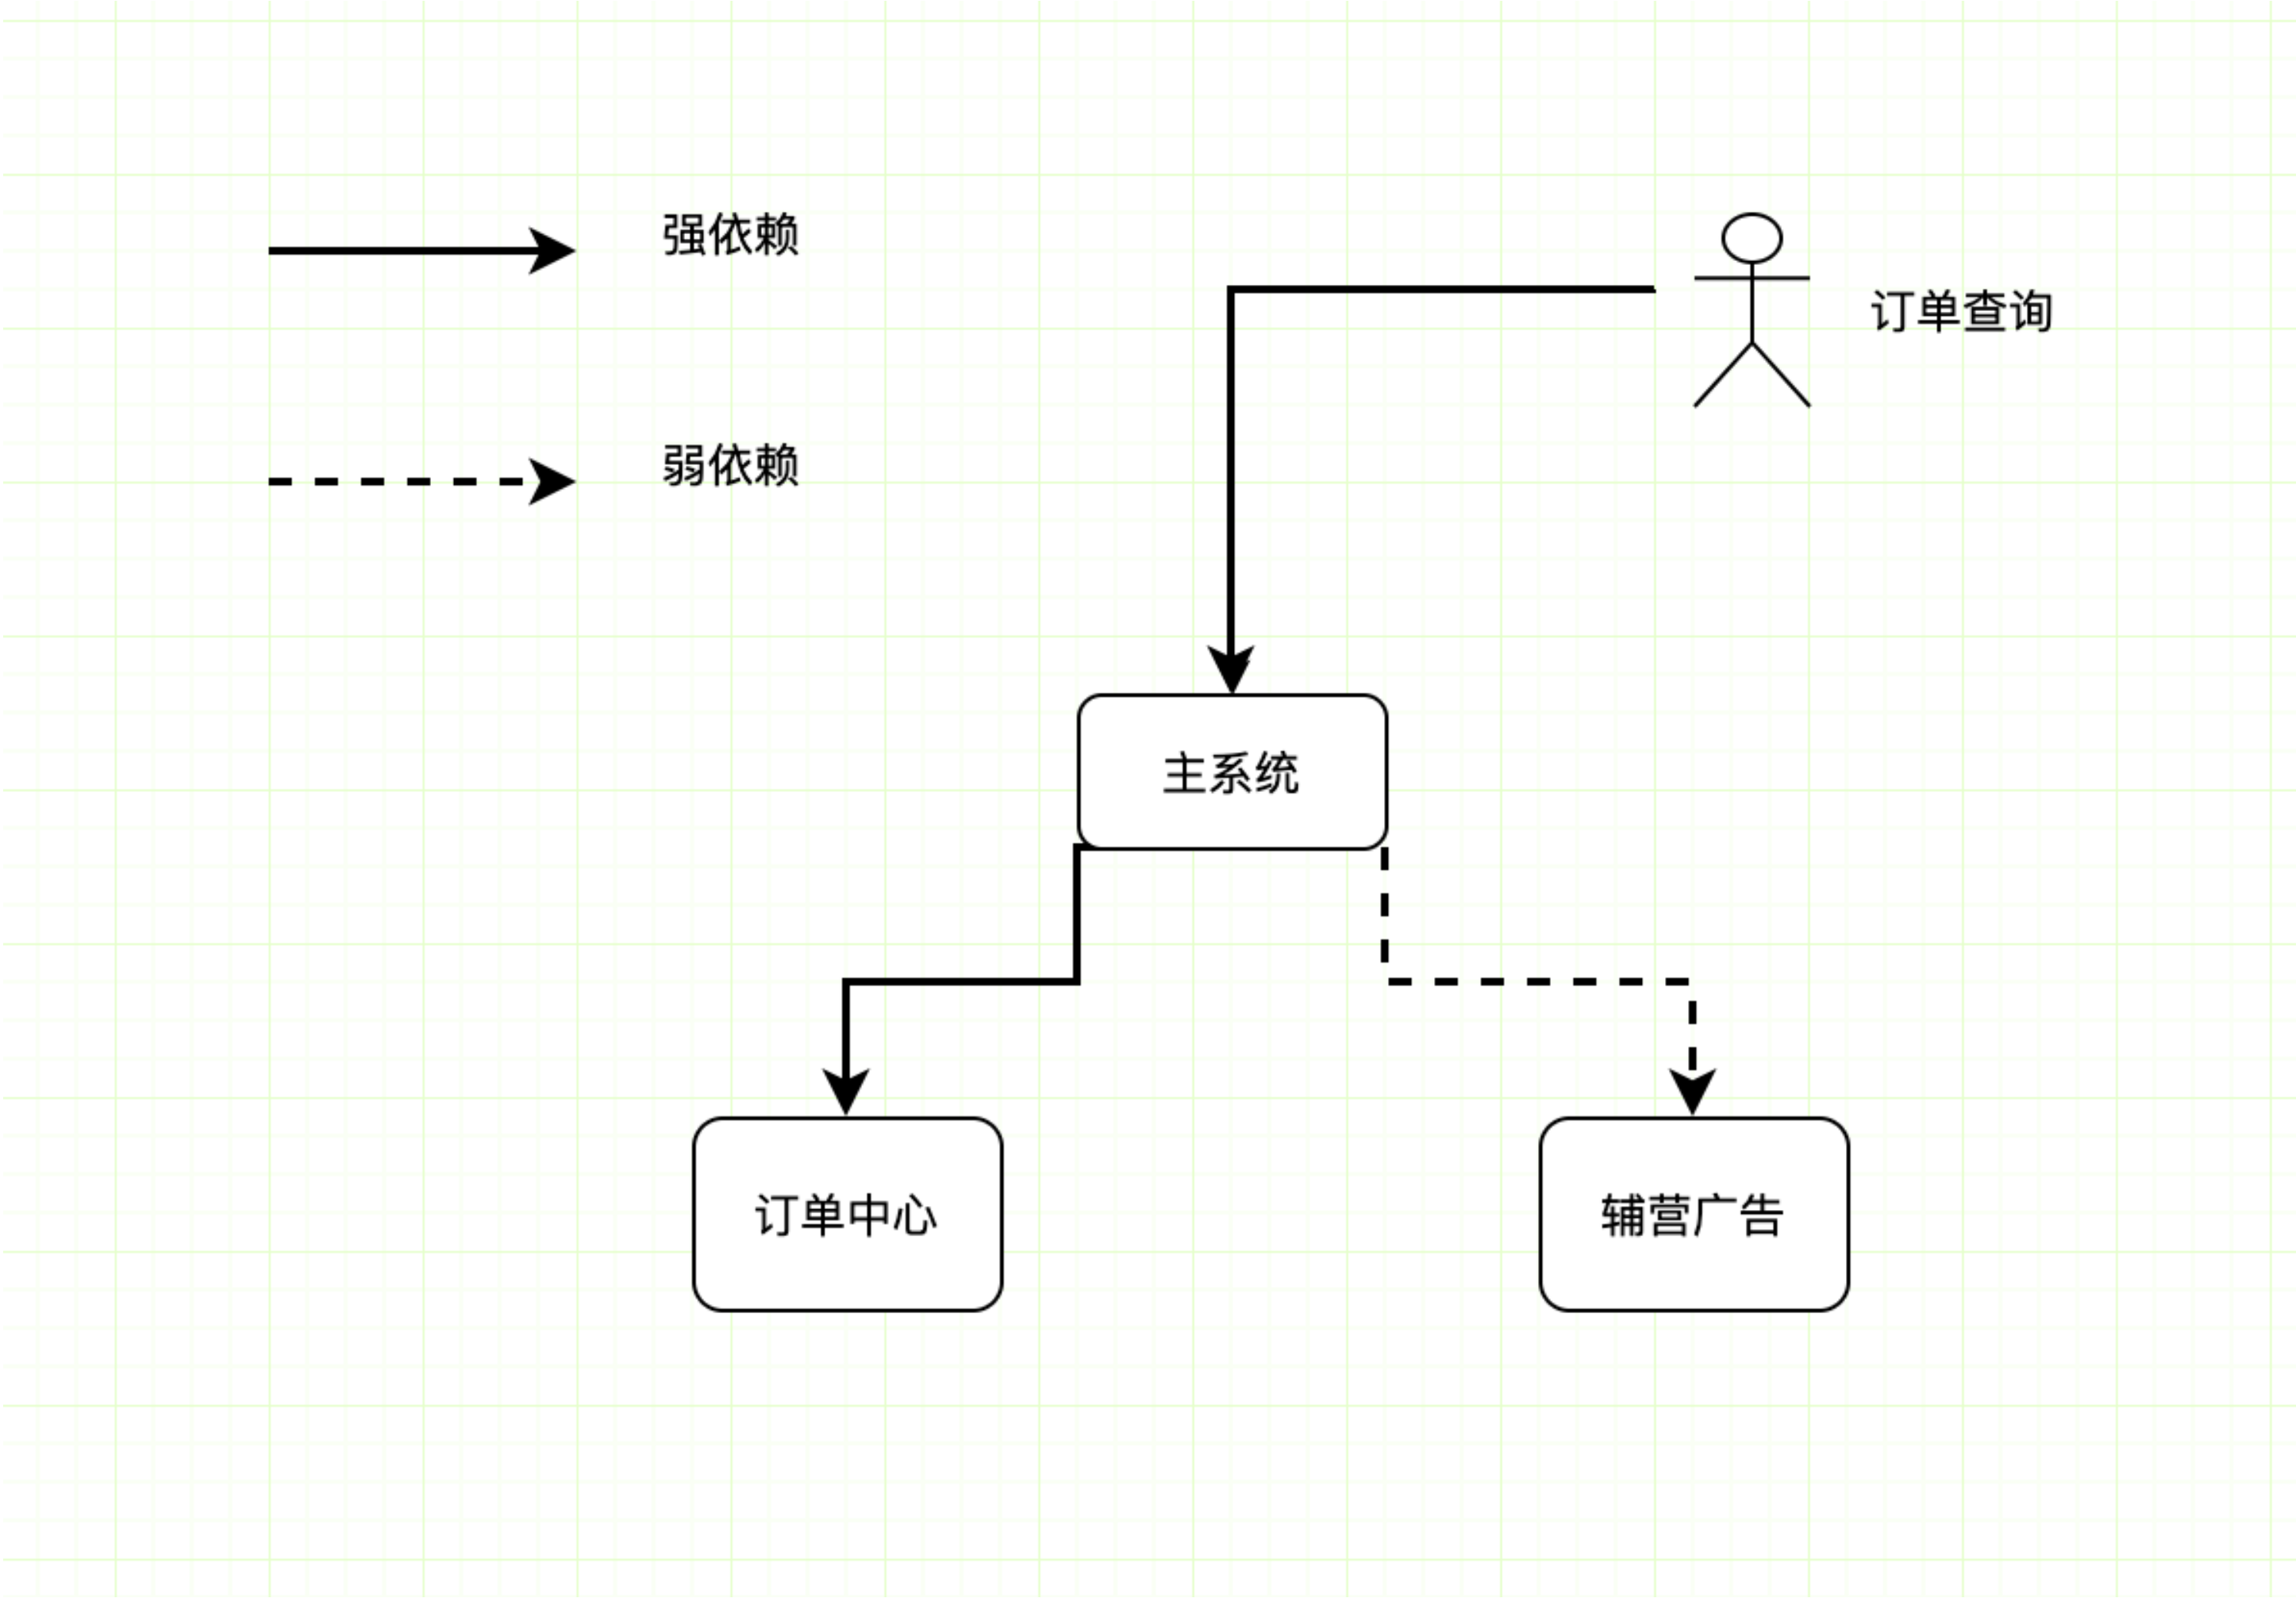 强依赖
订单查询
弱依赖
主系统
订单中心
辅营广告